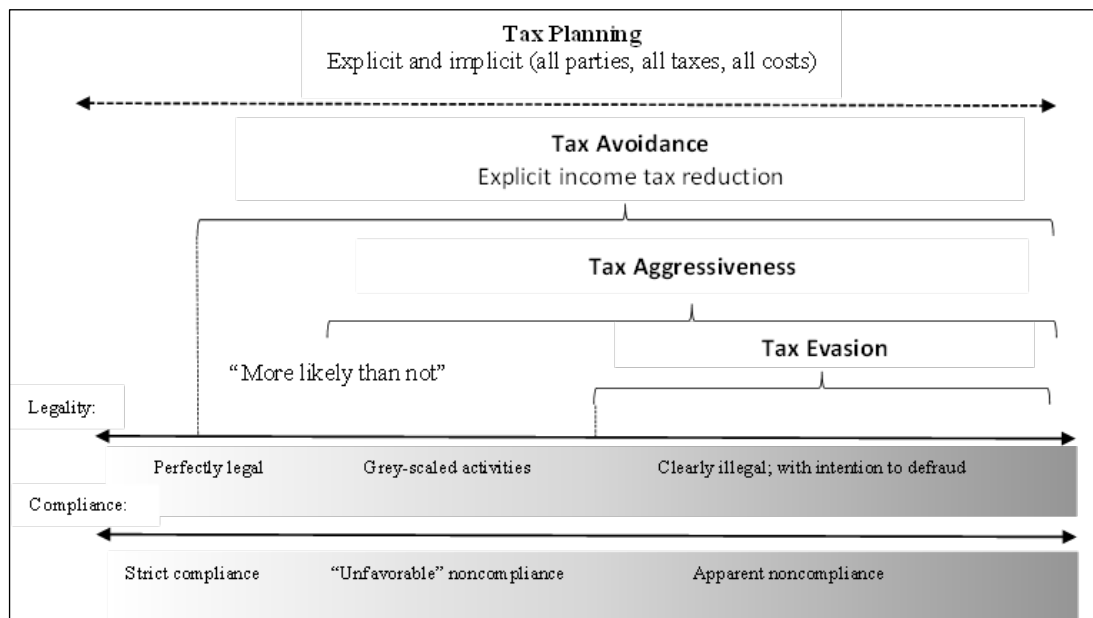 Tax Planning
Explicit and implicit (all parties, all taxes, all costs)
Tax Avoidance
Explicit income tax reduction
Tax Aggressiveness
Tax Evasion
“More likely than not”
Legality:
Perfectly legal
Grey-scaled activities
Clearly illegal; with intention to defraud
Compliance:
Strict compliance
“Unfavorable” noncompliance
Apparent noncompliance